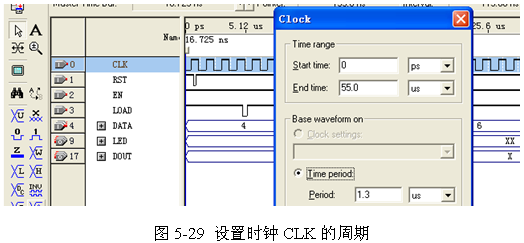 Master Time Bar: 16.725 ns Pointer: Interval:
Name
0 ps 5.12 us 25.6 us
16.725 ns
0 CLK
1 RST
2 EN
3 LOAD
4 DATA 4 6
9 LED XX
17 DOUT X
Clock
Time range
Start time: 0 ps
End time: 55.0 us
Base waveform on
Clock settings:
Time period:
Period: 1.3 us
图 5-29 设置时钟 CLK 的周期